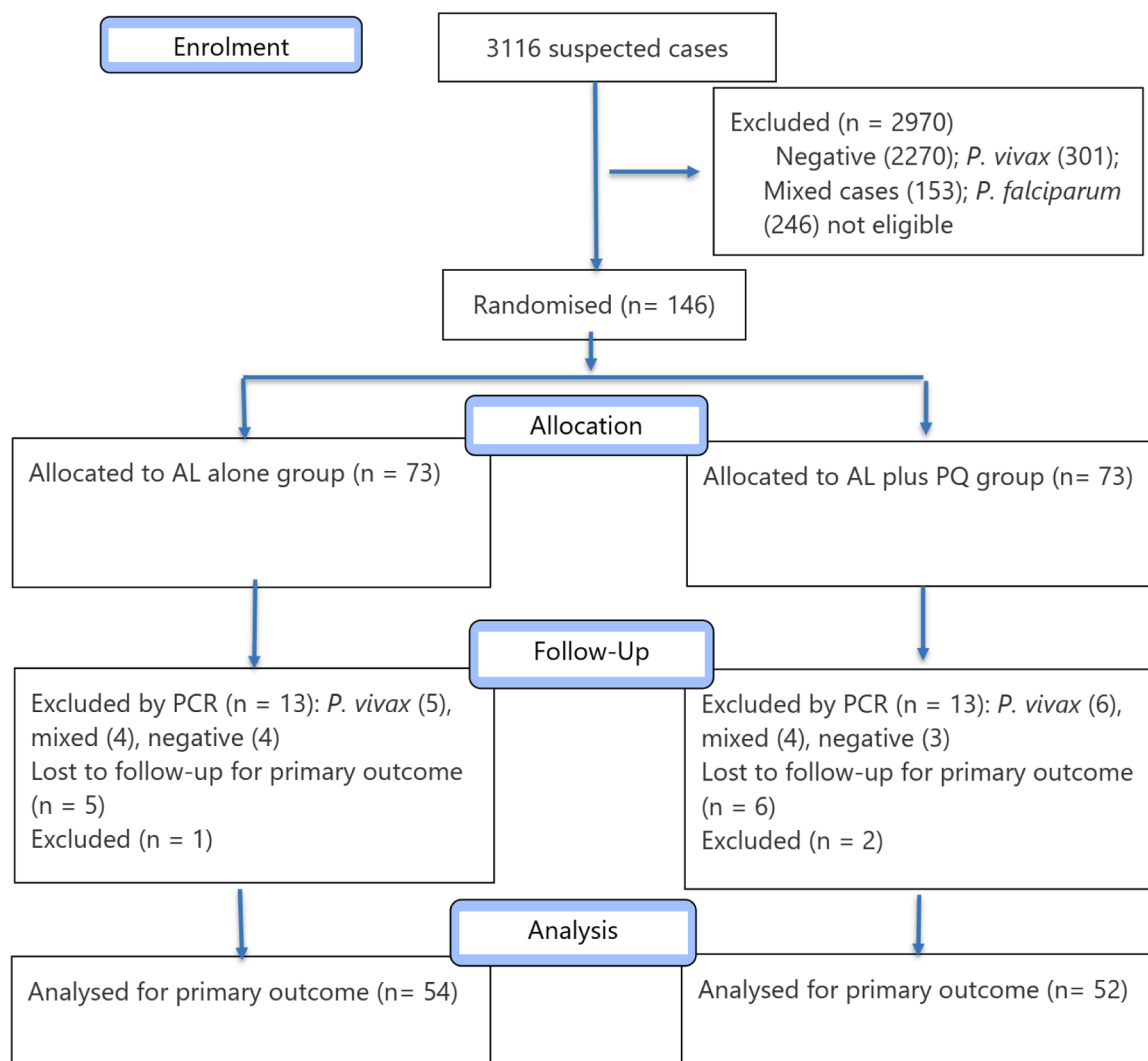 Enrolment
3116 suspected cases
Excluded (n = 2970)
Negative (2270); P. vivax (301);
Mixed cases (153); P. falciparum
(246) not eligible
Randomised (n= 146)
Allocation
Allocated to AL alone group (n = 73)
Allocated to AL plus PQ group (n= 73)
Follow-Up
Excluded by PCR (n = 13): P. vivax (5),
mixed (4), negative (4)
Lost to follow-up for primary outcome
(n = 5)
Excluded (n = 1)
Excluded by PCR (n = 13): P. vivax (6),
mixed (4), negative (3)
Lost to follow-up for primary outcome
(n = 6)
Excluded (n = 2)
Analysis
Analysed for primary outcome (n= 54)
Analysed for primary outcome (n= 52)